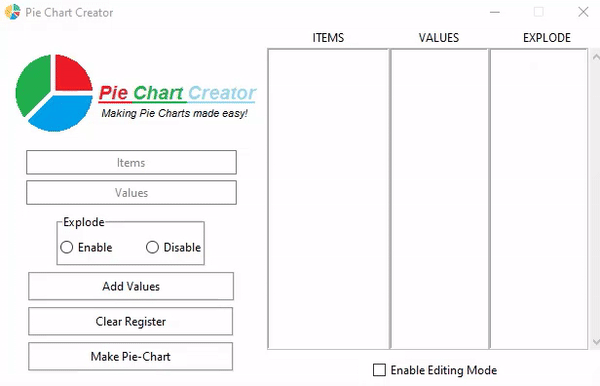 Pie Chart Creator
ITEMS VALUES EXPLODE
Pie Chart Creator
Making Pie Charts made easy!
Items
Values
Explode
Enable Disable
Add Values
Clear Register
Make Pie-Chart
Enable Editing Mode